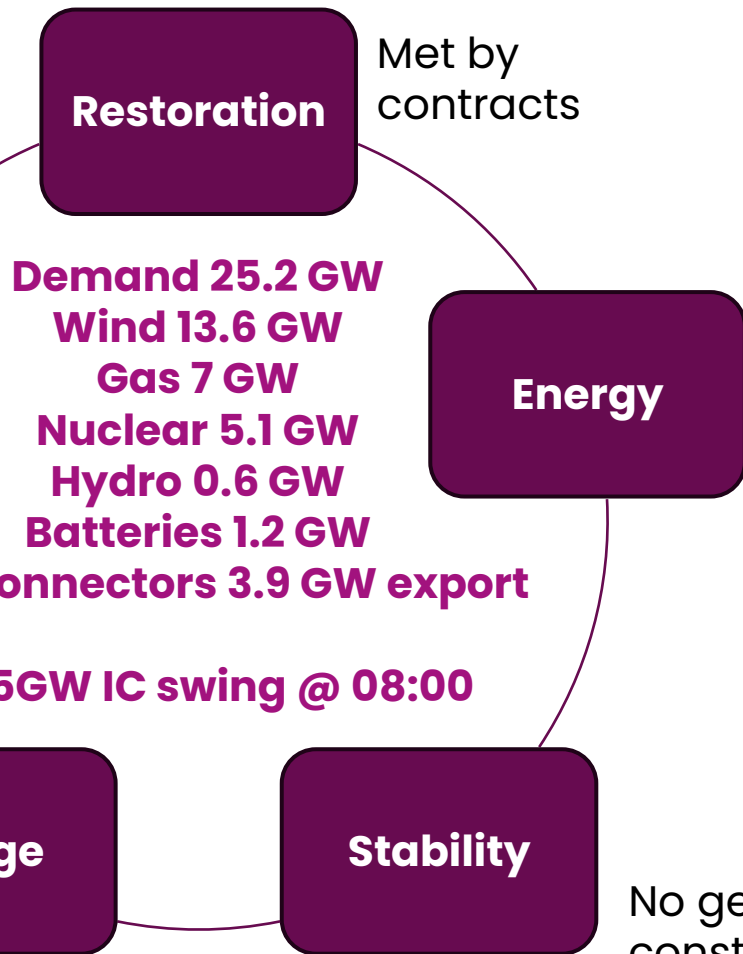 Met by
contracts
Restoration
Demand 25.2 GW
Wind 13.6 GW
Gas 7 GW
Nuclear 5.1 GW
Hydro 0.6 GW
Batteries 1.2 GW
onnectors 3.9 GW export
Energy
5GW IC swing @ 08:00
ge
Stability
No ge